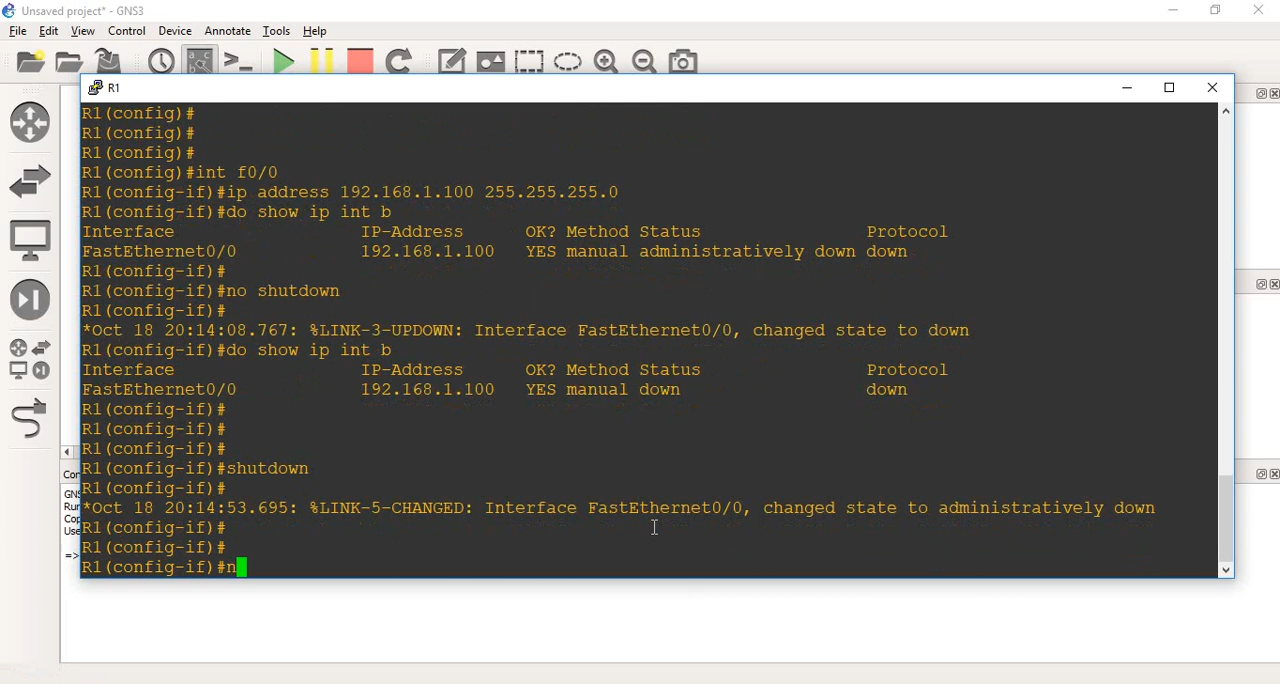 Unsaved project* - GNS3
File Edit View Control Device Annotate Tools Help
R1
R1(config)#
R1(config)#
R1(config)#
R1(config)#int f0/0
R1(config-if)#ip address 192.168.1.100 255.255.255.0
R1(config-if)#do show ip int b
Interface IP-Address OK? Method Status Protocol
FastEthernet0/0 192.168.1.100 YES manual administratively down down
R1(config-if)#
R1(config-if)#no shutdown
R1(config-if)#
*Oct 18 20:14:08.767: %LINK-3-UPDOWN: Interface FastEthernet0/0, changed state to down
R1(config-if)#do show ip int b
Interface IP-Address OK? Method Status Protocol
FastEthernet0/0 192.168.1.100 YES manual down down
R1(config-if)#
R1(config-if)#
R1(config-if)#
R1(config-if)#shutdown
R1(config-if)#
*Oct 18 20:14:53.695: %LINK-5-CHANGED: Interface FastEthernet0/0, changed state to administratively down
R1(config-if)#
R1(config-if)#
R1(config-if)#n
Con
GNS
Run
Cop
Use
=>